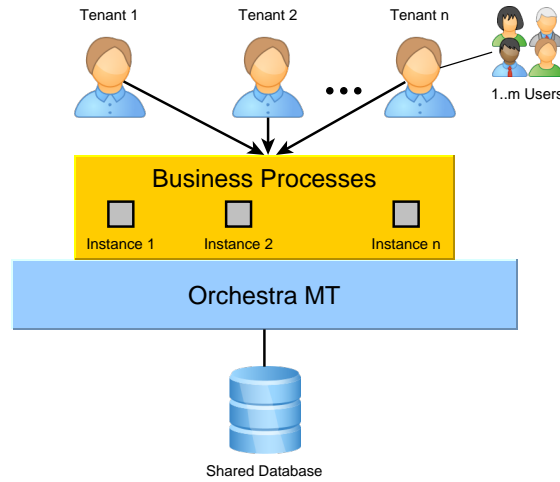 Tenant 1
Tenant 2
Tenant n
1..m Users
Business Processes
Instance 1
Instance 2
Instance n
Orchestra MT
Shared Database